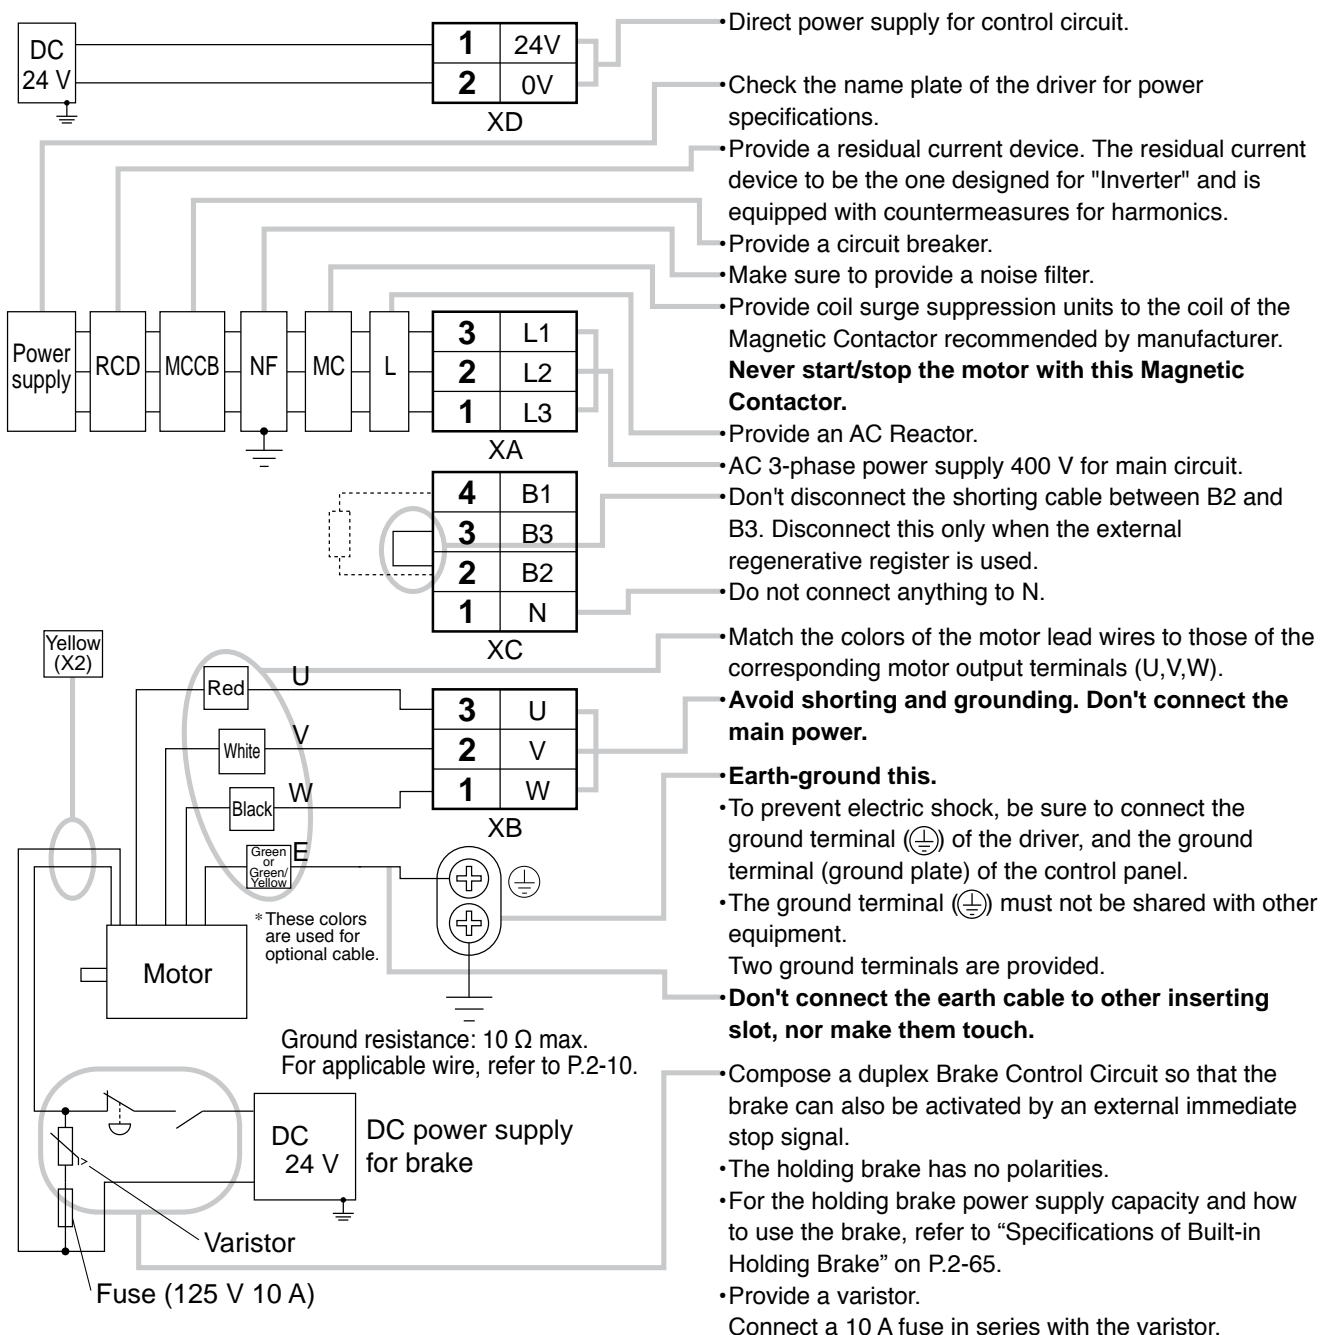 DC
24 V
1 24V
2 0V
XD
•Direct power supply for control circuit.
•Check the name plate of the driver for power
specifications.
•Provide a residual current device. The residual current
device to be the one designed for "Inverter" and is
equipped with countermeasures for harmonics.
•Provide a circuit breaker.
•Make sure to provide a noise filter.
•Provide coil surge suppression units to the coil of the
Magnetic Contactor recommended by manufacturer.
Never start/stop the motor with this Magnetic
Contactor.
•Provide an AC Reactor.
•AC 3-phase power supply 400 V for main circuit.
•Don't disconnect the shorting cable between B2 and
B3. Disconnect this only when the external
regenerative register is used.
•Do not connect anything to N.
•Match the colors of the motor lead wires to those of the
corresponding motor output terminals (U,V,W).
•Avoid shorting and grounding. Don't connect the
main power.
•Earth-ground this.
•To prevent electric shock, be sure to connect the
ground terminal (⏚) of the driver, and the ground
terminal (ground plate) of the control panel.
•The ground terminal (⏚) must not be shared with other
equipment.
Two ground terminals are provided.
•Don't connect the earth cable to other inserting
slot, nor make them touch.
•Compose a duplex Brake Control Circuit so that the
brake can also be activated by an external immediate
stop signal.
•The holding brake has no polarities.
•For the holding brake power supply capacity and how
to use the brake, refer to “Specifications of Built-in
Holding Brake” on P.2-65.
•Provide a varistor.
Connect a 10 A fuse in series with the varistor.
Power
supply
RCD
MCCB
NF
MC
L
3 L1
2 L2
1 L3
XA
4 B1
3 B3
2 B2
1 N
XC
Yellow
(X2)
Red
U
White
V
Black
W
Green
or
Green/
Yellow
E
3 U
2 V
1 W
XB
* These colors
are used for
optional cable.
Motor
Ground resistance: 10 Ω max.
For applicable wire, refer to P.2-10.
DC
24 V
DC power supply
for brake
Varistor
Fuse (125 V 10 A)